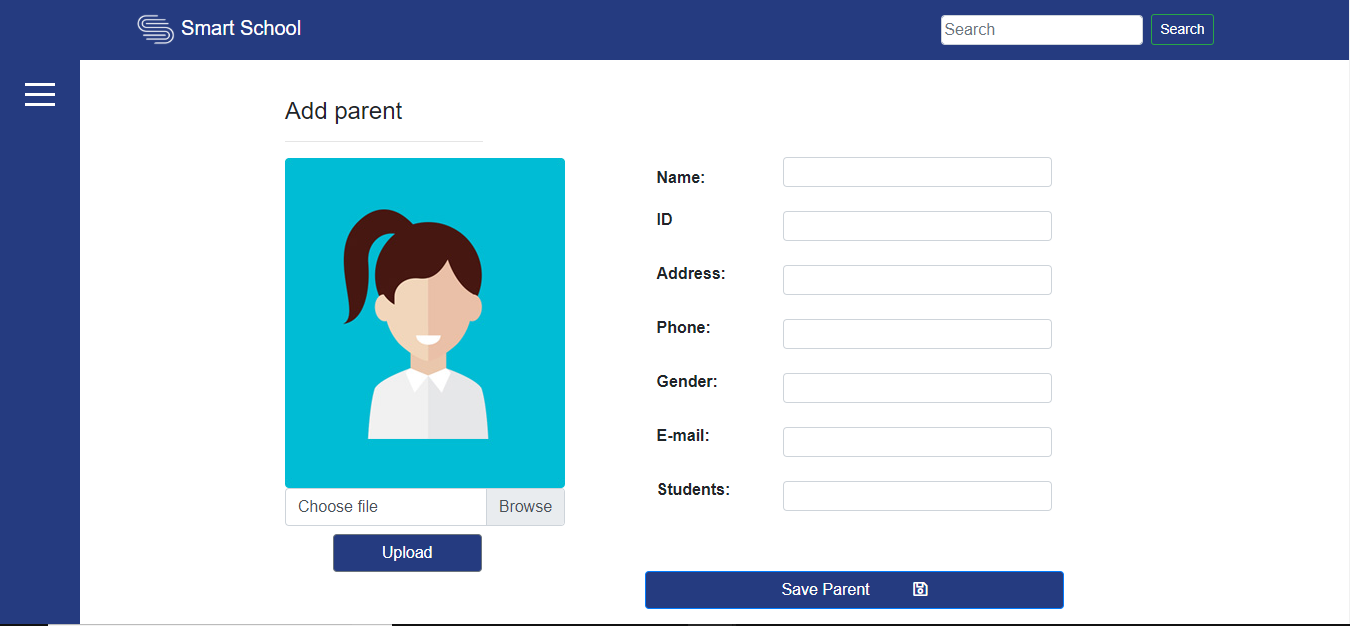 Smart School
Search
Search
Add parent
Name:
ID
Address:
Phone:
Gender:
E-mail:
Students:
Choose file
Browse
Upload
Save Parent